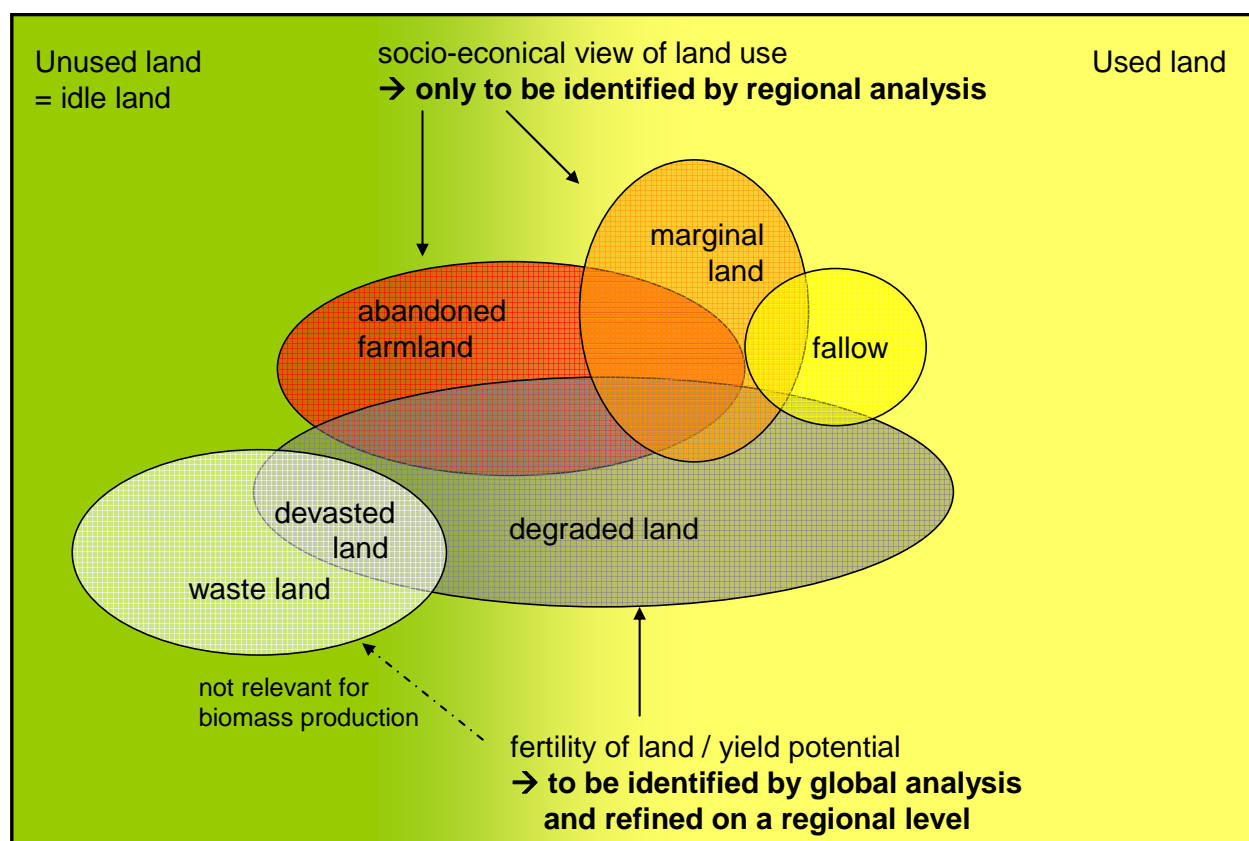 Unused land
= idle land
socio-econical view of land use
→ only to be identified by regional analysis
Used land
marginal
land
abandoned
farmland
fallow
devasted
land
degraded land
waste land
not relevant for
biomass production
fertility of land / yield potential
→ to be identified by global analysis
and refined on a regional level